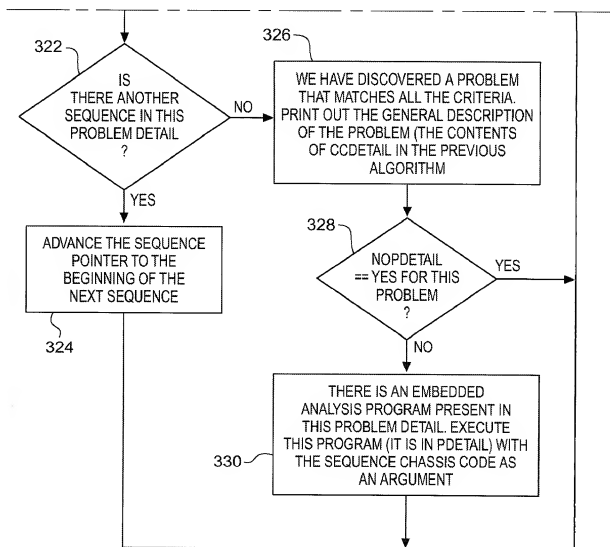 322
IS
THERE ANOTHER
SEQUENCE IN THIS
PROBLEM DETAIL
?
NO
YES
326
WE HAVE DISCOVERED A PROBLEM
THAT MATCHES ALL THE CRITERIA.
PRINT OUT THE GENERAL DESCRIPTION
OF THE PROBLEM (THE CONTENTS
OF CCDETAIL IN THE PREVIOUS
ALGORITHM
ADVANCE THE SEQUENCE
POINTER TO THE
BEGINNING OF THE
NEXT SEQUENCE
324
328
NOPDETAIL
== YES FOR THIS
PROBLEM
?
YES
NO
THERE IS AN EMBEDDED
ANALYSIS PROGRAM PRESENT IN
THIS PROBLEM DETAIL. EXECUTE
THIS PROGRAM (IT IS IN PDETAIL) WITH
THE SEQUENCE CHASSIS CODE AS
AN ARGUMENT
330